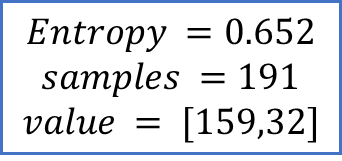 Entropy = 0.652
samples = 191
value = [159,32]